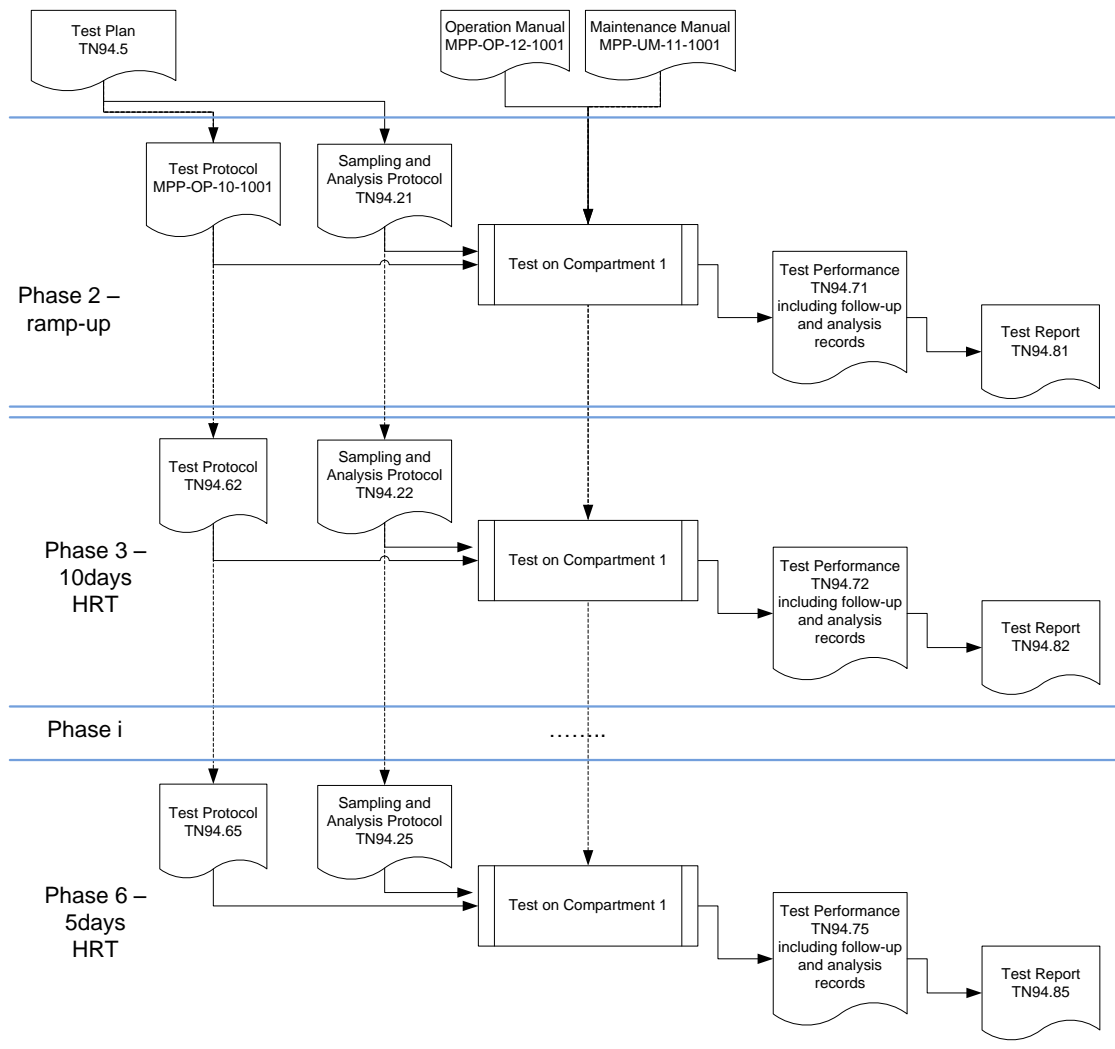 Test Plan
TN94.5
Operation Manual
MPP-OP-12-1001
Maintenance Manual
MPP-UM-11-1001
Phase 2 –
ramp-up
Test Protocol
MPP-OP-10-1001
Sampling and
Analysis Protocol
TN94.21
Test on Compartment 1
Test Performance
TN94.71
including follow-up
and analysis
records
Test Report
TN94.81
Phase 3 –
10days
HRT
Test Protocol
TN94.62
Sampling and
Analysis Protocol
TN94.22
Test on Compartment 1
Test Performance
TN94.72
including follow-up
and analysis
records
Test Report
TN94.82
Phase i
........
Phase 6 –
5days
HRT
Test Protocol
TN94.65
Sampling and
Analysis Protocol
TN94.25
Test on Compartment 1
Test Performance
TN94.75
including follow-up
and analysis
records
Test Report
TN94.85